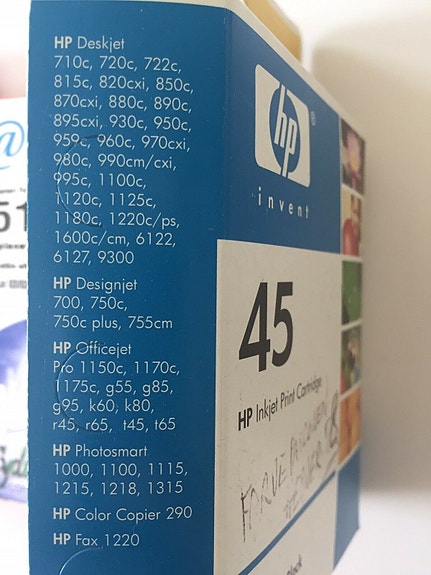 HP Deskjet
710c, 720c, 722c,
815c, 820cxi, 850c,
870cxi, 880c, 890c,
895cxi, 930c, 950c,
959c, 960c, 970cxi,
980c, 990cm/cxi,
995c, 1100c,
1120c, 1125c,
1180c, 1220c/ps,
1600c/cm, 6122,
6127, 9300
HP Designjet
700, 750c,
750c plus, 755cm
HP Officejet
Pro 1150c, 1170c,
1175c, g55, g85,
g95, k60, k80,
r45, r65, t45, t65
HP Photosmart
1000, 1100, 1115,
1215, 1218, 1315
HP Color Copier 290
HP Fax 1220
hp
®
invent
45
HP Inkjet Print Cartridge
Black
@
51